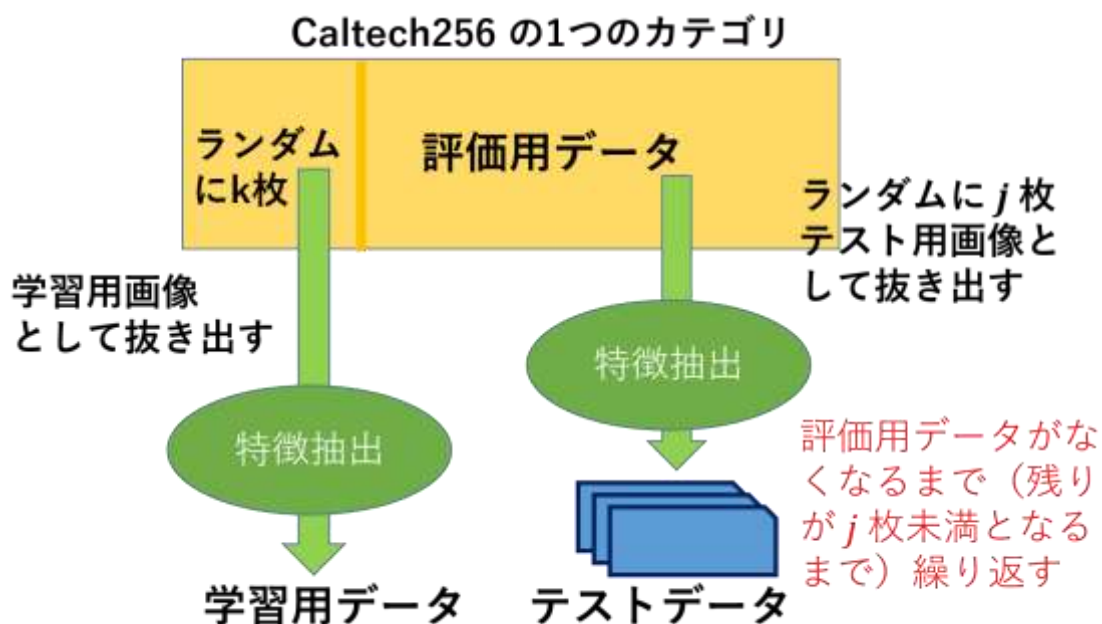 Caltech256 の1つのカテゴリ
ランダム
にk枚
評価用データ
ランダムに j 枚
テスト用画像と
して抜き出す
学習用画像
として抜き出す
特徴抽出
特徴抽出
評価用データがな
くなるまで（残り
が j 枚未満となる
まで）繰り返す
学習用データ
テストデータ